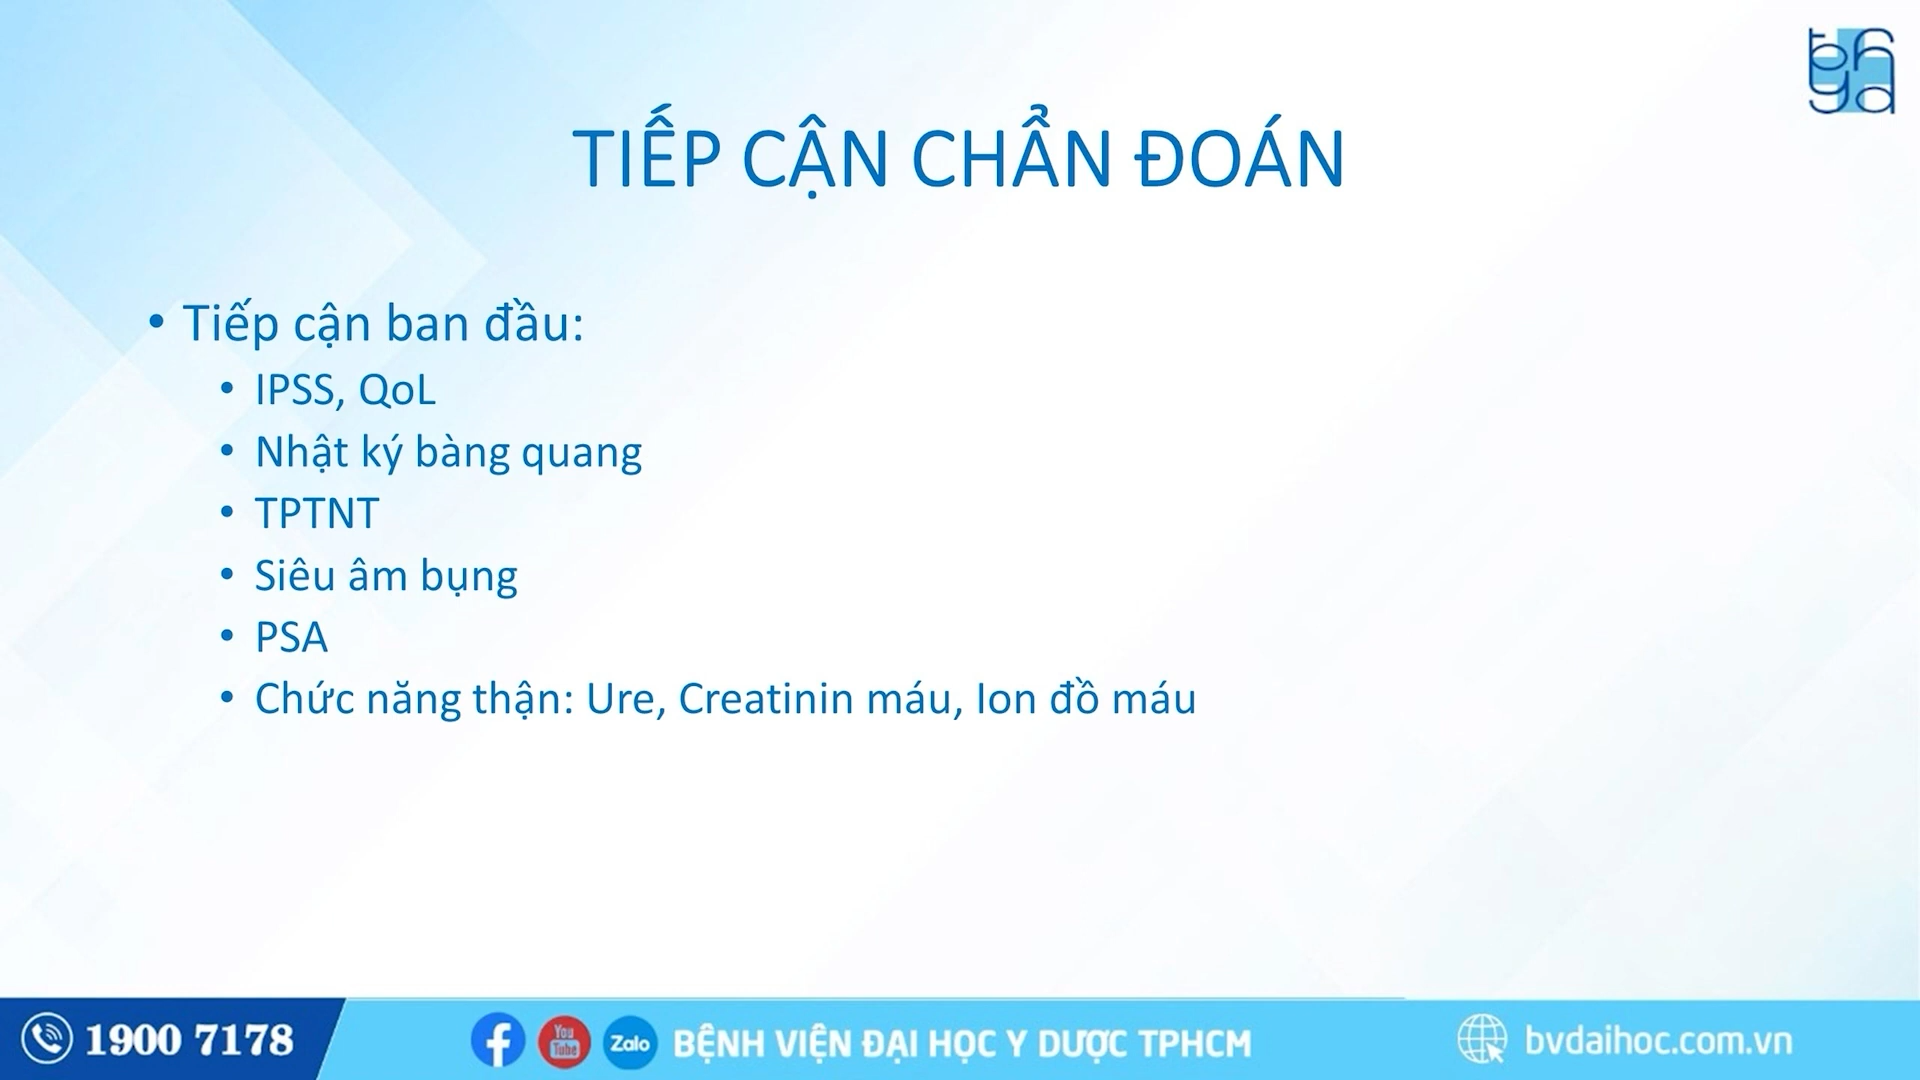 TIẾP CẬN CHẨN ĐOÁN
• Tiếp cận ban đầu:
• IPSS, QoL
• Nhật ký bàng quang
• TPTNT
• Siêu âm bụng
• PSA
• Chức năng thận: Ure, Creatinin máu, Ion đồ máu
1900 7178
You Tube
Zalo
BỆNH VIỆN ĐẠI HỌC Y DƯỢC TPHCM
bvdaihoc.com.vn